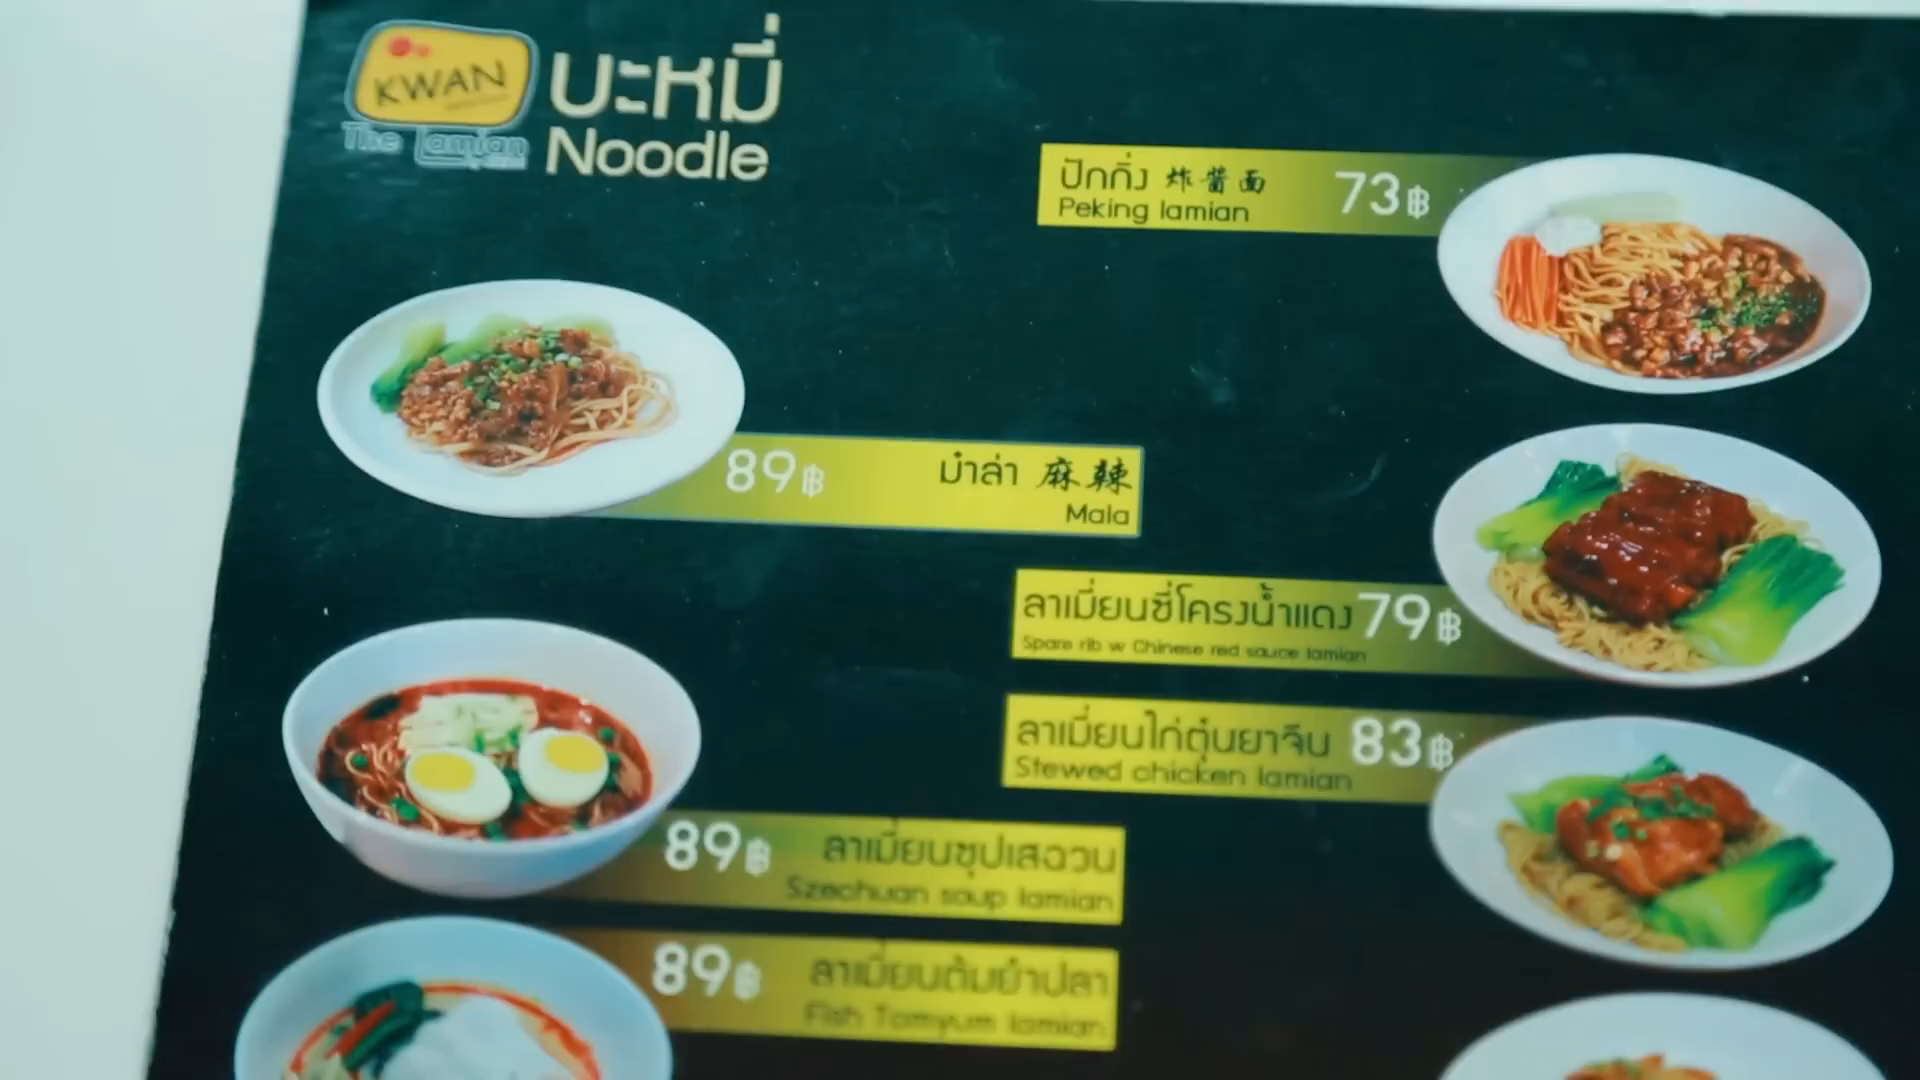 KWAN
The Lamian
บะหมี่
Noodle
ปักกิ่ง 炸酱面 73฿
Peking lamian
89฿ ม๋าล่า 麻辣
Mala
ลาเมี่ยนซี่โครงน้ำแดง 79฿
Spare rib w Chinese red sauce lamian
ลาเมี่ยนไก่ตุ๋นยาจีน 83฿
Stewed chicken lamian
89฿ ลาเมี่ยนซุปเสฉวน
Szechuan soup lamian
89฿ ลาเมี่ยนต้มยำปลา
Fish Tomyum lamian